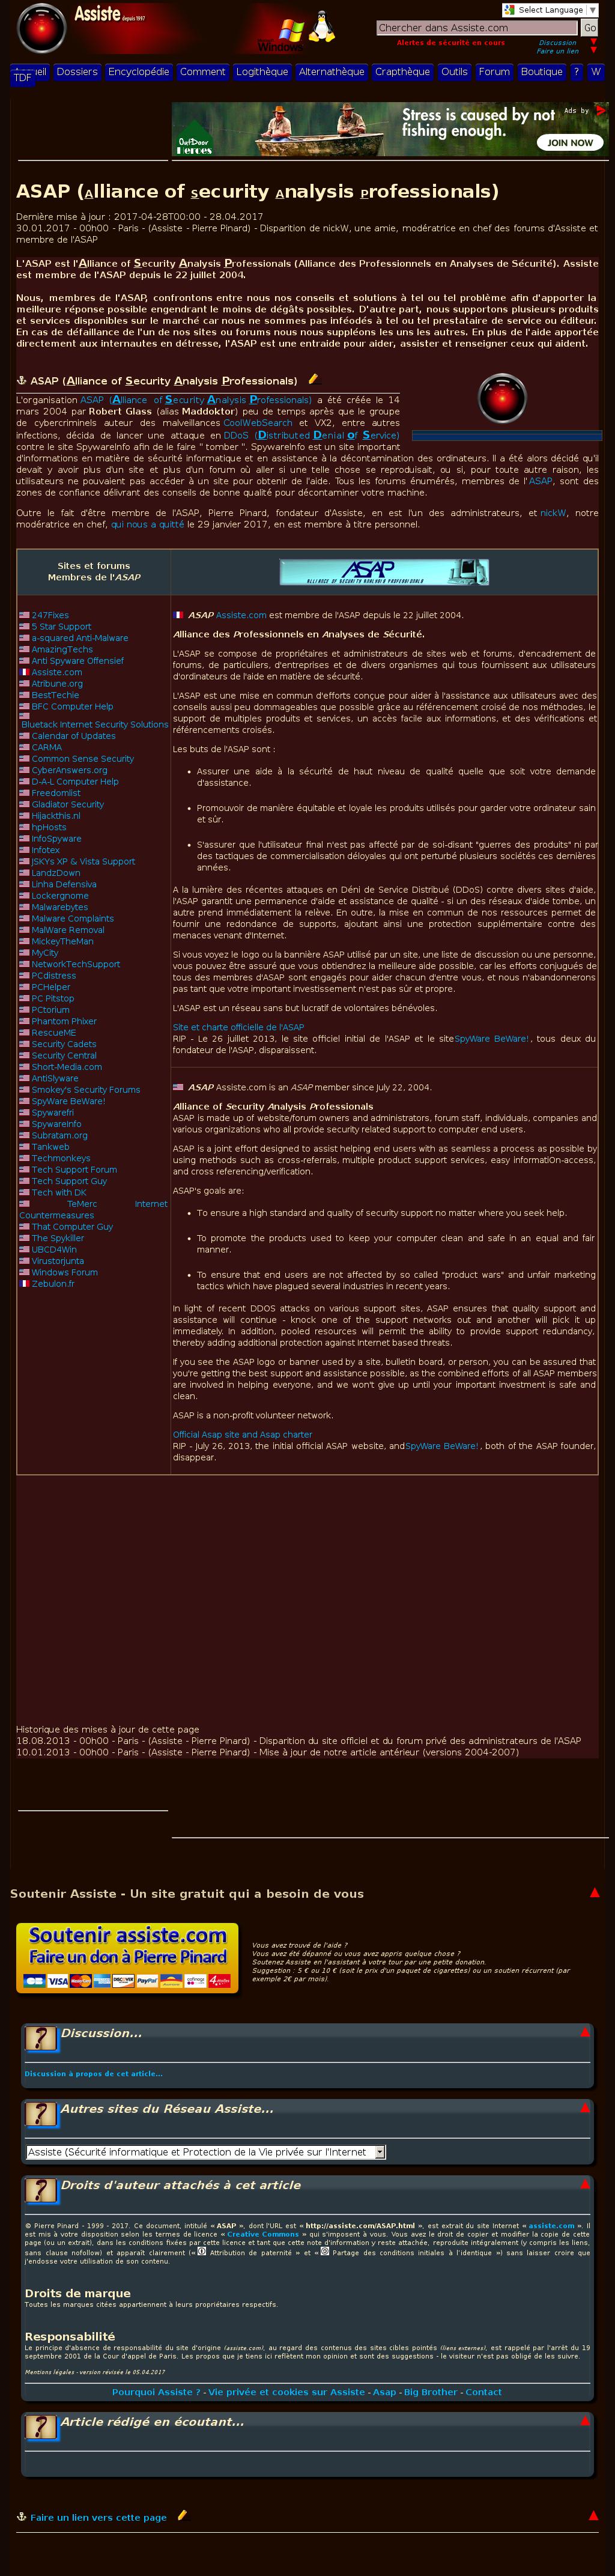 Assiste depuis 1997
Windows
Select Language ▼
Chercher dans Assiste.com
Go
Alertes de sécurité en cours
Discussion
Faire un lien
Accueil Dossiers Encyclopédie Comment Logithèque Alternathèque Crapthèque Outils Forum Boutique ? W
TDF
OutDoor Heroes
Stress is caused by not fishing enough.
Ads by
JOIN NOW
ASAP (Alliance of Security Analysis Professionals)
Dernière mise à jour : 2017-04-28T00:00 - 28.04.2017
30.01.2017 - 00h00 - Paris - (Assiste - Pierre Pinard) - Disparition de nickW, une amie, modératrice en chef des forums d'Assiste et membre de l'ASAP
L'ASAP est l'Alliance of Security Analysis Professionals (Alliance des Professionnels en Analyses de Sécurité). Assiste est membre de l'ASAP depuis le 22 juillet 2004.
Nous, membres de l'ASAP, confrontons entre nous nos conseils et solutions à tel ou tel problème afin d'apporter la meilleure réponse possible engendrant le moins de dégâts possibles. D'autre part, nous supportons plusieurs produits et services disponibles sur le marché car nous ne sommes pas inféodés à tel ou tel prestataire de service ou éditeur. En cas de défaillance de l'un de nos sites ou forums nous nous suppléons les uns les autres. En plus de l'aide apportée directement aux internautes en détresse, l'ASAP est une entraide pour aider, assister et renseigner ceux qui aident.
ASAP (Alliance of Security Analysis Professionals)
L'organisation ASAP (Alliance of Security Analysis Professionals) a été créée le 14 mars 2004 par Robert Glass (alias Maddoktor) peu de temps après que le groupe de cybercriminels auteur des malveillances CoolWebSearch et VX2, entre autres infections, décida de lancer une attaque en DDoS (Distributed Denial of Service) contre le site SpywareInfo afin de le faire " tomber ". SpywareInfo est un site important d'informations en matière de sécurité informatique et en assistance à la décontamination des ordinateurs. Il a été alors décidé qu'il devait y avoir plus d'un site et plus d'un forum où aller si une telle chose devait se reproduisait, ou si, pour toute autre raison, les utilisateurs ne pouvaient pas accéder à un site pour obtenir de l'aide. Tous les forums énumérés, membres de l'ASAP, sont des zones de confiance délivrant des conseils de bonne qualité pour décontaminer votre machine.
Outre le fait d'être membre de l'ASAP, Pierre Pinard, fondateur d'Assiste, en est l'un des administrateurs, et nickW, notre modératrice en chef, qui nous a quitté le 29 janvier 2017, en est membre à titre personnel.
Sites et forums
Membres de l'ASAP
ASAP
ALLIANCE OF SECURITY ANALYSIS PROFESSIONALS
247Fixes
5 Star Support
a-squared Anti-Malware
AmazingTechs
Anti Spyware Offensief
Assiste.com
Atribune.org
BestTechie
BFC Computer Help
Bluetack Internet Security Solutions
Calendar of Updates
CARMA
Common Sense Security
CyberAnswers.org
D-A-L Computer Help
Freedomlist
Gladiator Security
Hijackthis.nl
hpHosts
InfoSpyware
Infotex
JSKYs XP & Vista Support
LandzDown
Linha Defensiva
Lockergnome
Malwarebytes
Malware Complaints
MalWare Removal
MickeyTheMan
MyCity
NetworkTechSupport
PCdistress
PCHelper
PC Pitstop
PCtorium
Phantom Phixer
RescueME
Security Cadets
Security Central
Short-Media.com
AntiSlyware
Smokey's Security Forums
SpyWare BeWare!
Spywarefri
SpywareInfo
Subratam.org
Tankweb
Techmonkeys
Tech Support Forum
Tech Support Guy
Tech with DK
TeMerc Internet Countermeasures
That Computer Guy
The Spykiller
UBCD4Win
Virustorjunta
Windows Forum
Zebulon.fr
ASAP Assiste.com est membre de l'ASAP depuis le 22 juillet 2004.
Alliance des Professionnels en Analyses de Sécurité.
L'ASAP se compose de propriétaires et d'administrateurs de sites web et forums, d'encadrement de forums, de particuliers, d'entreprises et de divers organismes qui tous fournissent aux utilisateurs d'ordinateurs de l'aide en matière de sécurité.
L'ASAP est une mise en commun d'efforts conçue pour aider à l'assistance aux utilisateurs avec des conseils aussi peu dommageables que possible grâce au référencement croisé de nos méthodes, le support de multiples produits et services, un accès facile aux informations, et des vérifications et référencements croisés.
Les buts de l'ASAP sont :
• Assurer une aide à la sécurité de haut niveau de qualité quelle que soit votre demande d'assistance.
• Promouvoir de manière équitable et loyale les produits utilisés pour garder votre ordinateur sain et sûr.
• S'assurer que l'utilisateur final n'est pas affecté par de soi-disant "guerres des produits" ni par des tactiques de commercialisation déloyales qui ont perturbé plusieurs sociétés ces dernières années.
A la lumière des récentes attaques en Déni de Service Distribué (DDoS) contre divers sites d'aide, l'ASAP garantit une permanence d'aide et assistance de qualité - si un des réseaux d'aide tombe, un autre prend immédiatement la relève. En outre, la mise en commun de nos ressources permet de fournir une redondance de supports, ajoutant ainsi une protection supplémentaire contre des menaces venant d'Internet.
Si vous voyez le logo ou la bannière ASAP utilisé par un site, une liste de discussion ou une personne, vous pouvez être assuré que vous obtiendrez la meilleure aide possible, car les efforts conjugués de tous des membres de l'ASAP sont engagés pour aider chacun d'entre vous, et nous n'abandonnerons pas tant que votre important investissement n'est pas sûr et propre.
L'ASAP est un réseau sans but lucratif de volontaires bénévoles.
Site et charte officielle de l'ASAP
RIP - Le 26 juillet 2013, le site officiel initial de l'ASAP et le site SpyWare BeWare! , tous deux du fondateur de l'ASAP, disparaissent.
ASAP Assiste.com is an ASAP member since July 22, 2004.
Alliance of Security Analysis Professionals
ASAP is made up of website/forum owners and administrators, forum staff, individuals, companies and various organizations who all provide security related support to computer end users.
ASAP is a joint effort designed to assist helping end users with as seamless a process as possible by using methods such as cross-referrals, multiple product support services, easy informatiOn-access, and cross referencing/verification.
ASAP's goals are:
• To ensure a high standard and quality of security support no matter where you seek help.
• To promote the products used to keep your computer clean and safe in an equal and fair manner.
• To ensure that end users are not affected by so called "product wars" and unfair marketing tactics which have plagued several industries in recent years.
In light of recent DDOS attacks on various support sites, ASAP ensures that quality support and assistance will continue - knock one of the support networks out and another will pick it up immediately. In addition, pooled resources will permit the ability to provide support redundancy, thereby adding additional protection against Internet based threats.
If you see the ASAP logo or banner used by a site, bulletin board, or person, you can be assured that you're getting the best support and assistance possible, as the combined efforts of all ASAP members are involved in helping everyone, and we won't give up until your important investment is safe and clean.
ASAP is a non-profit volunteer network.
Official Asap site and Asap charter
RIP - July 26, 2013, the initial official ASAP website, and SpyWare BeWare! , both of the ASAP founder, disappear.
Historique des mises à jour de cette page
18.08.2013 - 00h00 - Paris - (Assiste - Pierre Pinard) - Disparition du site officiel et du forum privé des administrateurs de l'ASAP
10.01.2013 - 00h00 - Paris - (Assiste - Pierre Pinard) - Mise à jour de notre article antérieur (versions 2004-2007)
Soutenir Assiste - Un site gratuit qui a besoin de vous
Soutenir assiste.com
Faire un don à Pierre Pinard
VISA MasterCard DISCOVER PayPal cofinoga 4 étoiles
Vous avez trouvé de l'aide ?
Vous avez été dépanné ou vous avez appris quelque chose ?
Soutenez Assiste en l'assistant à votre tour par une petite donation.
Suggestion : 5 € ou 10 € (soit le prix d'un paquet de cigarettes) ou un soutien récurrent (par exemple 2€ par mois).
Discussion...
Discussion à propos de cet article...
Autres sites du Réseau Assiste...
Assiste (Sécurité informatique et Protection de la Vie privée sur l'Internet
Droits d'auteur attachés à cet article
© Pierre Pinard - 1999 - 2017. Ce document, intitulé « ASAP », dont l'URL est « http://assiste.com/ASAP.html », est extrait du site Internet « assiste.com ». Il est mis à votre disposition selon les termes de licence « Creative Commons » qui s'imposent à vous. Vous avez le droit de copier et modifier la copie de cette page (ou un extrait), dans les conditions fixées par cette licence et tant que cette note d'information y reste attachée, reproduite intégralement (y compris les liens, sans clause nofollow) et apparaît clairement (« Attribution de paternité » et « Partage des conditions initiales à l'identique ») sans laisser croire que j'endosse votre utilisation de son contenu.
Droits de marque
Toutes les marques citées appartiennent à leurs propriétaires respectifs.
Responsabilité
Le principe d'absence de responsabilité du site d'origine (assiste.com), au regard des contenus des sites cibles pointés (liens externes), est rappelé par l'arrêt du 19 septembre 2001 de la Cour d'appel de Paris. Les propos que je tiens ici reflètent mon opinion et sont des suggestions - le visiteur n'est pas obligé de les suivre.
Mentions légales - version révisée le 05.04.2017
Pourquoi Assiste ? - Vie privée et cookies sur Assiste - Asap - Big Brother - Contact
Article rédigé en écoutant...
Faire un lien vers cette page